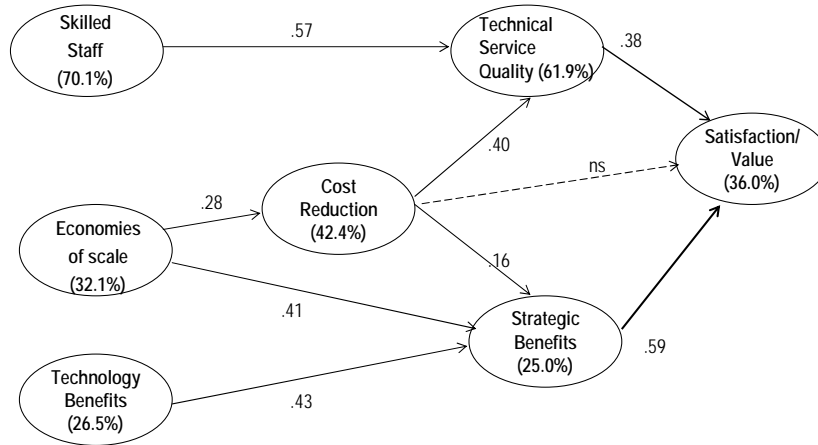 Skilled
Staff
(70.1%)
.57
Technical
Service
Quality (61.9%)
.38
Satisfaction/
Value
(36.0%)
.40
ns
Cost
Reduction
(42.4%)
.28
Economies
of scale
(32.1%)
.16
.41
Strategic
Benefits
(25.0%)
.59
Technology
Benefits
(26.5%)
.43